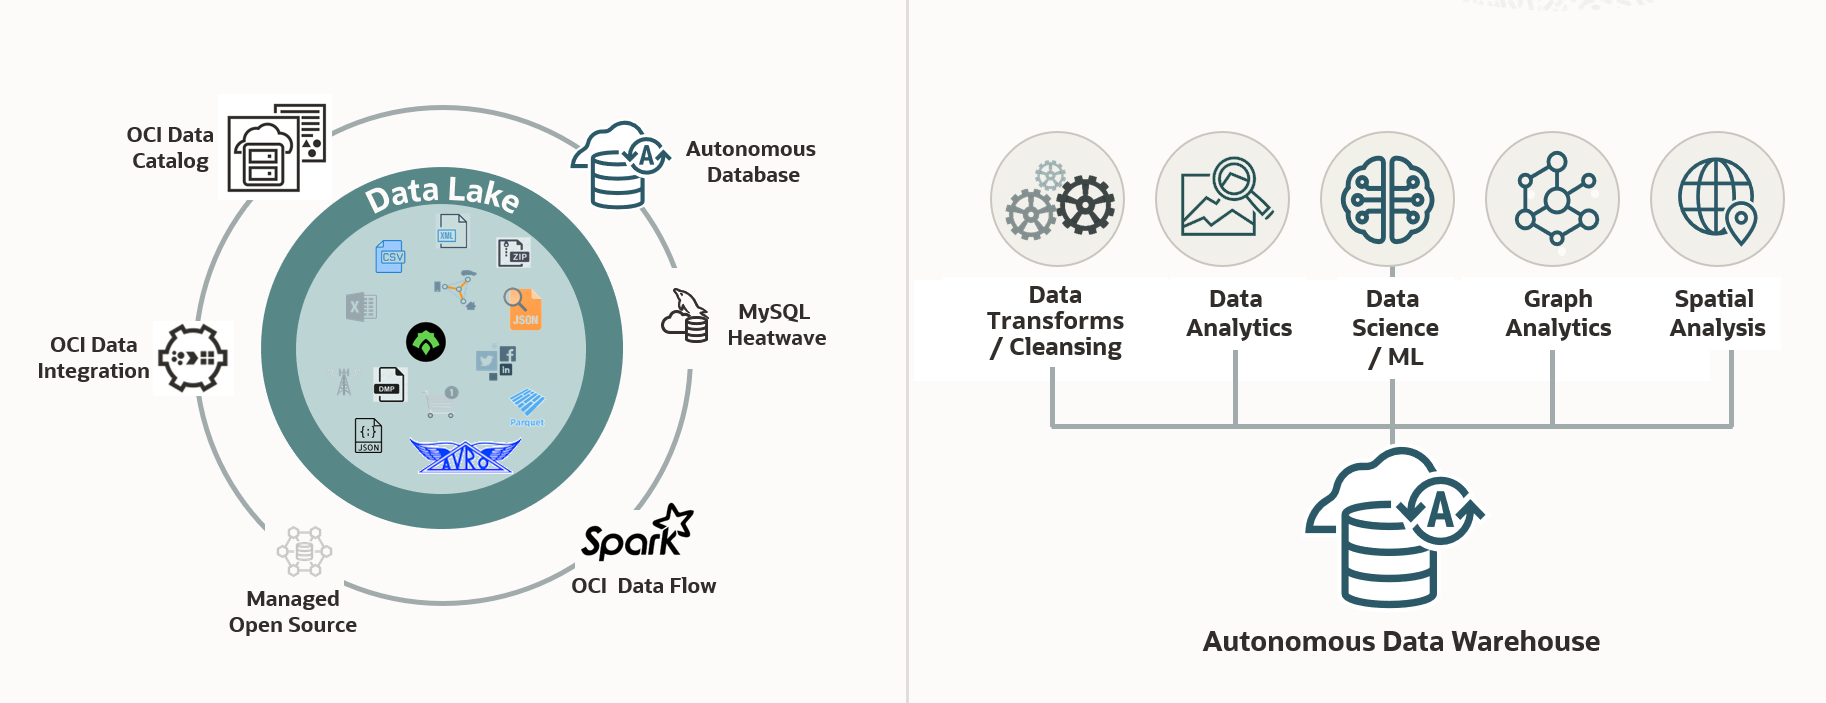 OCI Data
Catalog
Autonomous
Database
Data Lake
XML
CSV
ZIP
X
JSON
MySQL
Heatwave
OCI Data
Integration
in
DMP
1
Parquet
{;}
JSON
AVRO
Spark
OCI  Data Flow
Managed
Open Source
A
Data
Transforms
/ Cleansing
Data
Analytics
Data
Science
/ ML
Graph
Analytics
Spatial
Analysis
A
Autonomous Data Warehouse